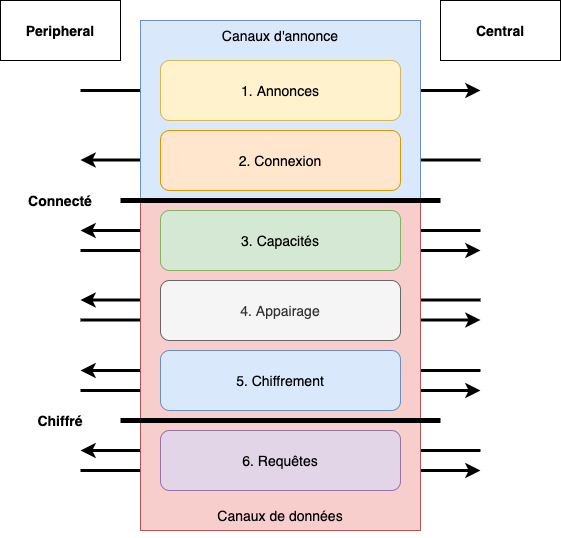 Peripheral
Central
Canaux d'annonce
1. Annonces
2. Connexion
Connecté
3. Capacités
4. Appairage
5. Chiffrement
Chiffré
6. Requêtes
Canaux de données